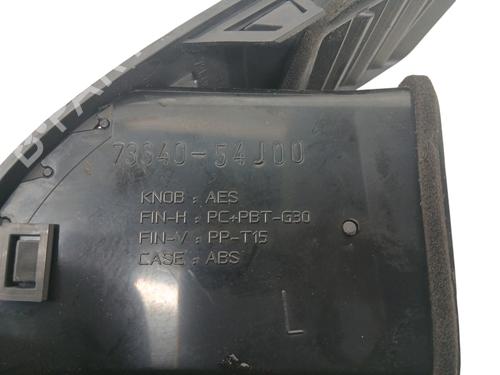 73640-54J00
KNOB : AES
FIN-H : PC+PBT-G30
FIN-V : PP-T15
CASE : ABS
L